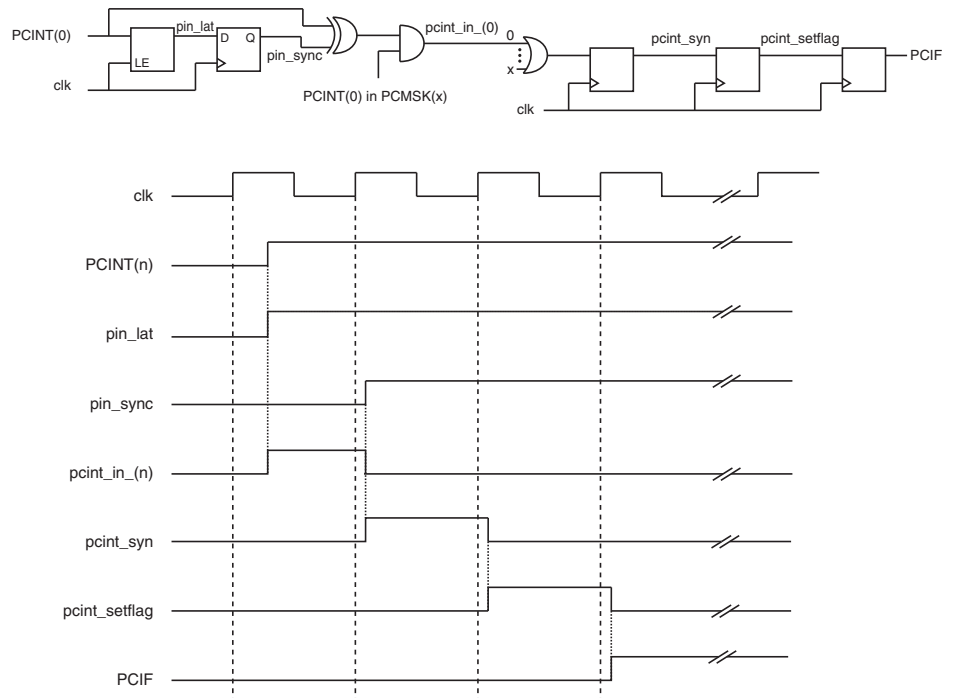 PCINT(0)
pin_lat
D Q
LE
pin_sync
clk
pcint_in_(0)
0
x
PCINT(0) in PCMSK(x)
pcint_syn
pcint_setflag
PCIF
clk
clk
PCINT(n)
pin_lat
pin_sync
pcint_in_(n)
pcint_syn
pcint_setflag
PCIF